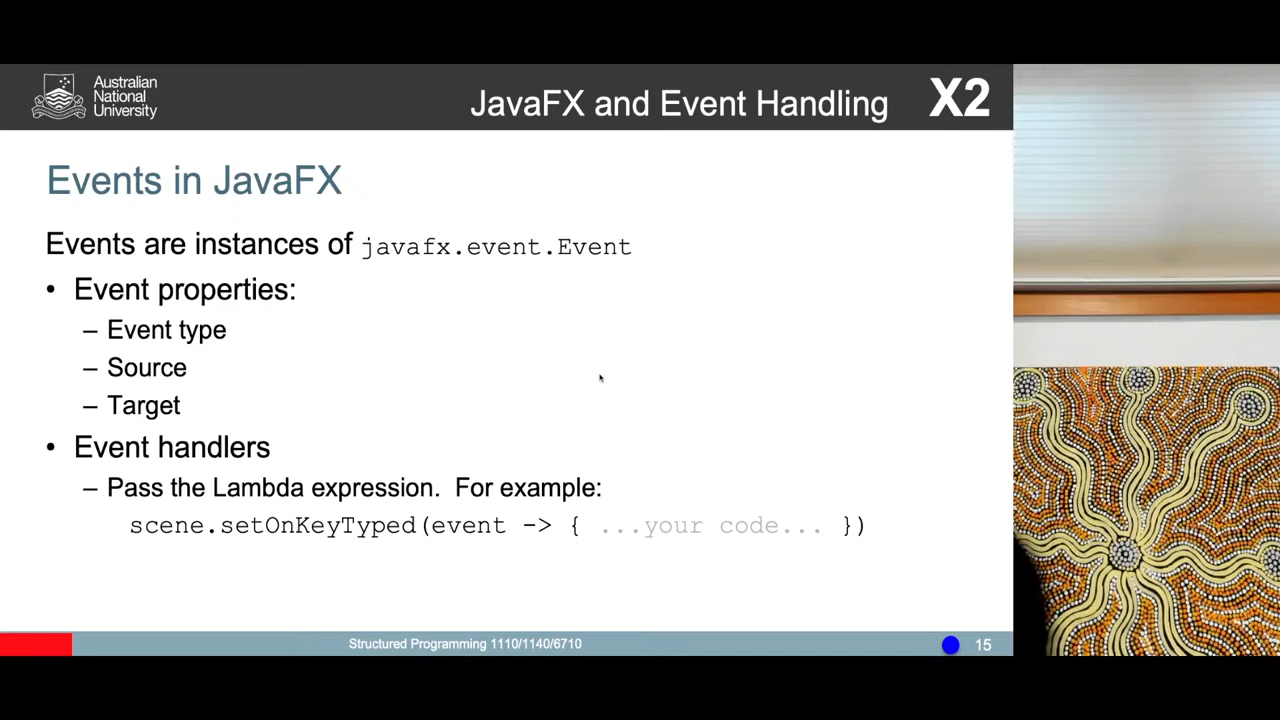 Australian
National
University
JavaFX and Event Handling X2
Events in JavaFX
Events are instances of javafx.event.Event
• Event properties:
– Event type
– Source
– Target
• Event handlers
– Pass the Lambda expression. For example:
scene.setOnKeyTyped(event -> { ...your code... })
Structured Programming 1110/1140/6710
15